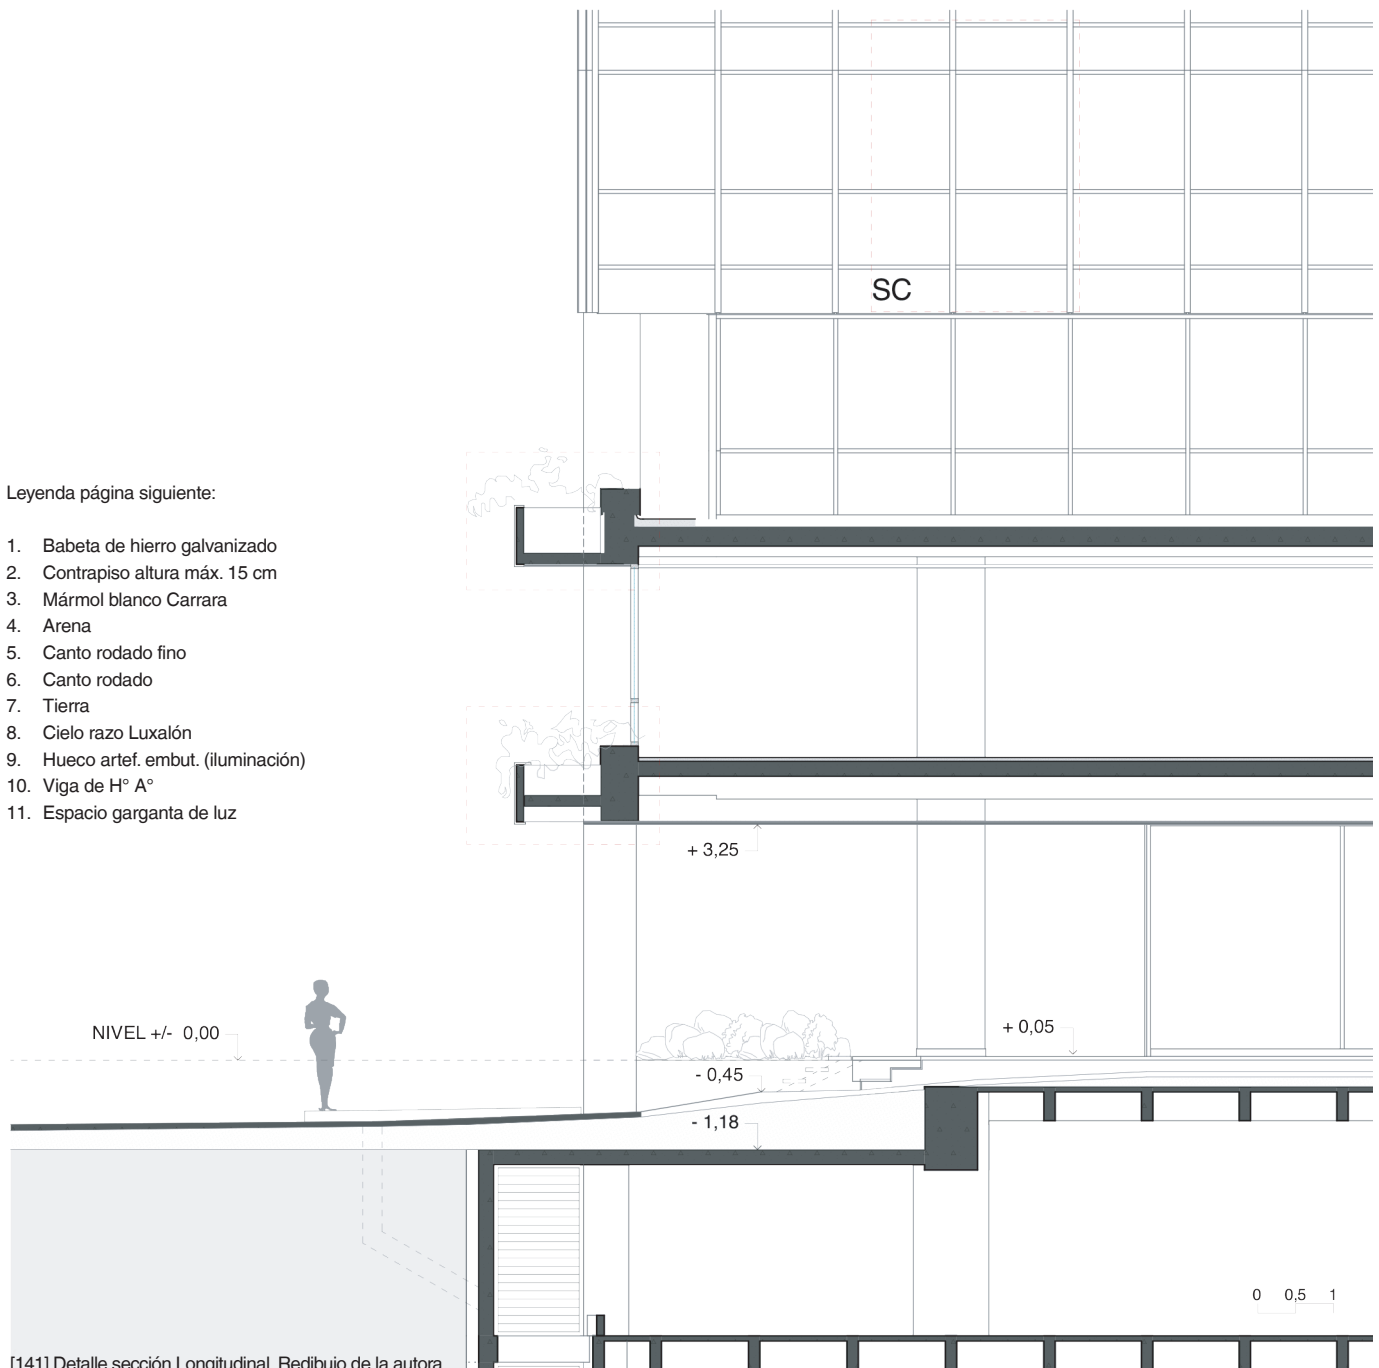 SC
Leyenda página siguiente:
1. Babeta de hierro galvanizado
2. Contrapiso altura máx. 15 cm
3. Mármol blanco Carrara
4. Arena
5. Canto rodado fino
6. Canto rodado
7. Tierra
8. Cielo razo Luxalón
9. Hueco artef. embut. (iluminación)
10. Viga de H° A°
11. Espacio garganta de luz
+ 3,25
NIVEL +/- 0,00
+ 0,05
- 0,45
- 1,18
0 0,5 1
[141] Detalle sección Longitudinal. Redibujo de la autora